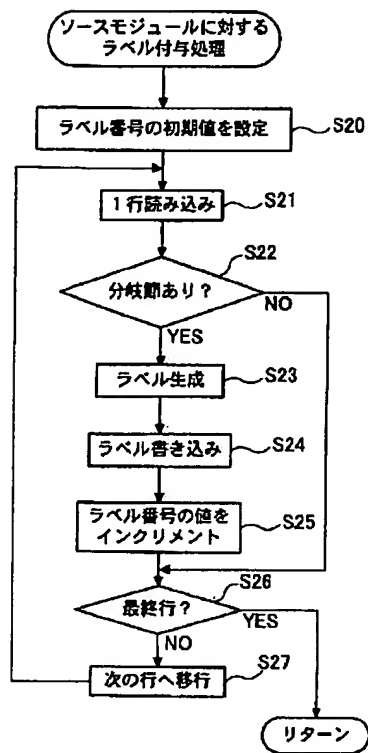 ソースモジュールに対する
ラベル付与処理
ラベル番号の初期値を設定
S20
1行読み込み
S21
S22
分岐節あり?
NO
YES
ラベル生成
S23
ラベル書き込み
S24
ラベル番号の値を
インクリメント
S25
S26
最終行?
YES
NO
次の行へ移行
S27
リターン